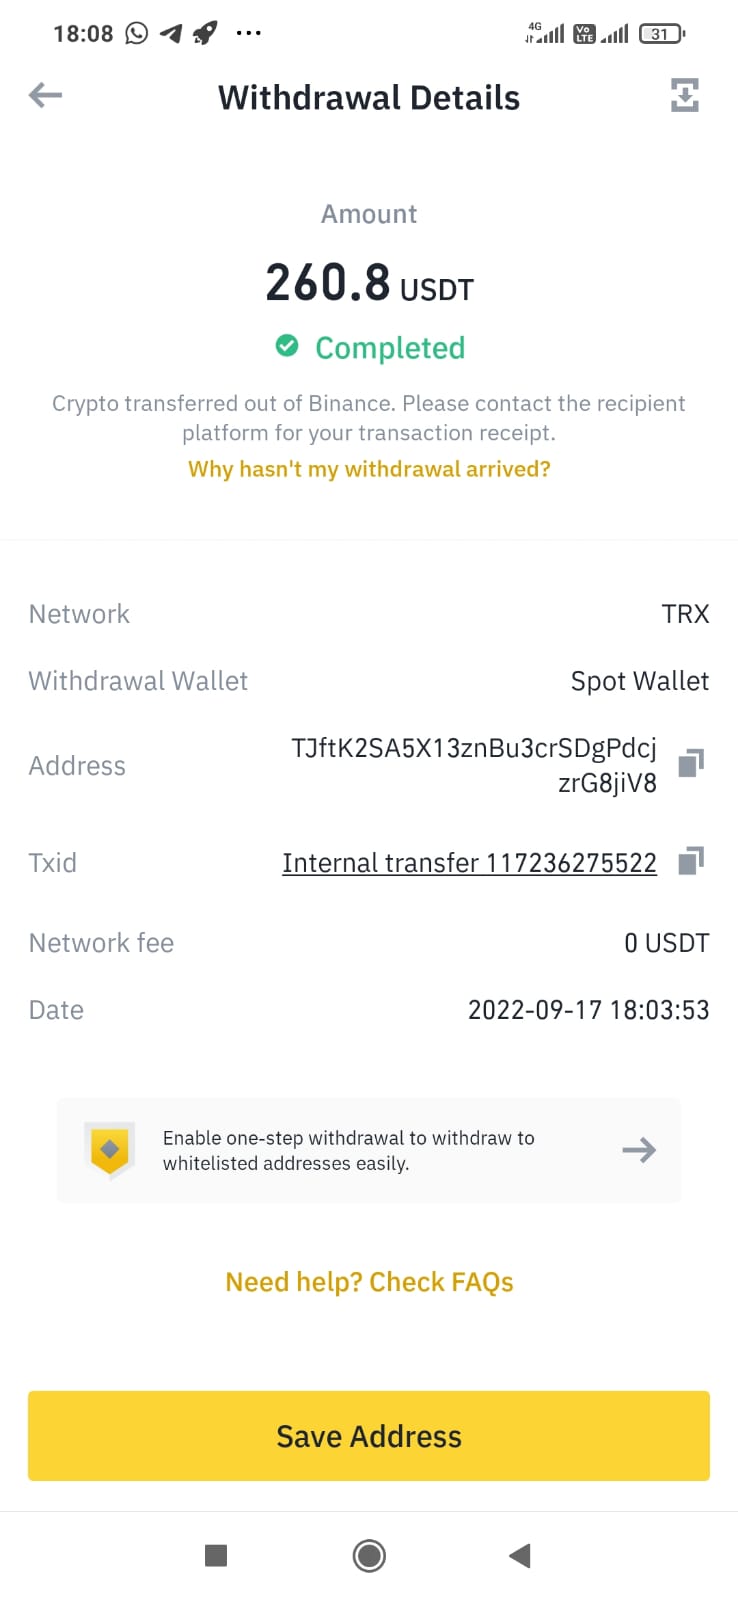 18:08 ... 4G Vo LTE 31
Withdrawal Details
Amount
260.8 USDT
Completed
Crypto transferred out of Binance. Please contact the recipient
platform for your transaction receipt.
Why hasn't my withdrawal arrived?
Network TRX
Withdrawal Wallet Spot Wallet
Address TJftK2SA5X13znBu3crSDgPdcj
zrG8jiV8
Txid Internal transfer 117236275522
Network fee 0 USDT
Date 2022-09-17 18:03:53
Enable one-step withdrawal to withdraw to
whitelisted addresses easily.
Need help? Check FAQs
Save Address